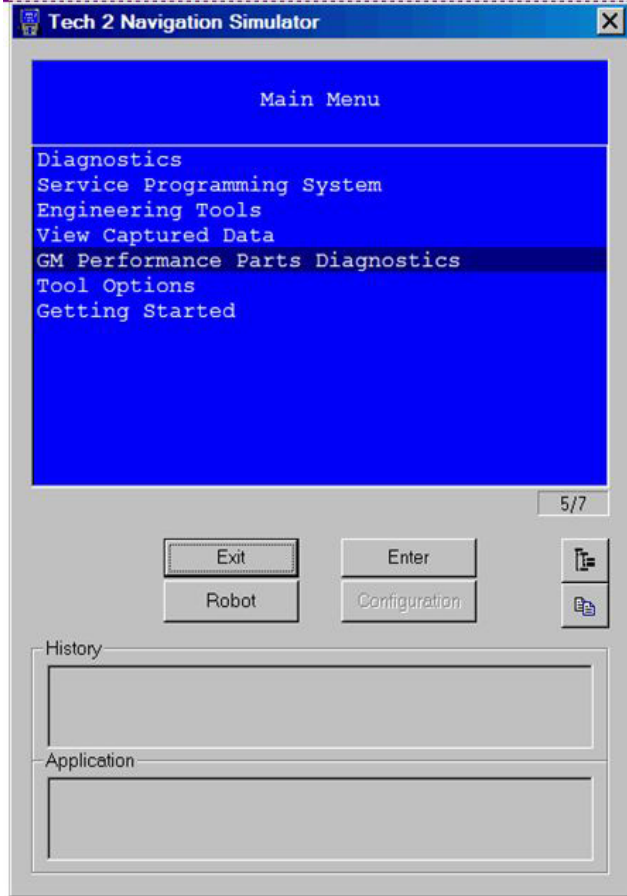 Tech 2 Navigation Simulator
Main Menu
Diagnostics
Service Programming System
Engineering Tools
View Captured Data
GM Performance Parts Diagnostics
Tool Options
Getting Started
5/7
Exit
Enter
Robot
Configuration
History
Application